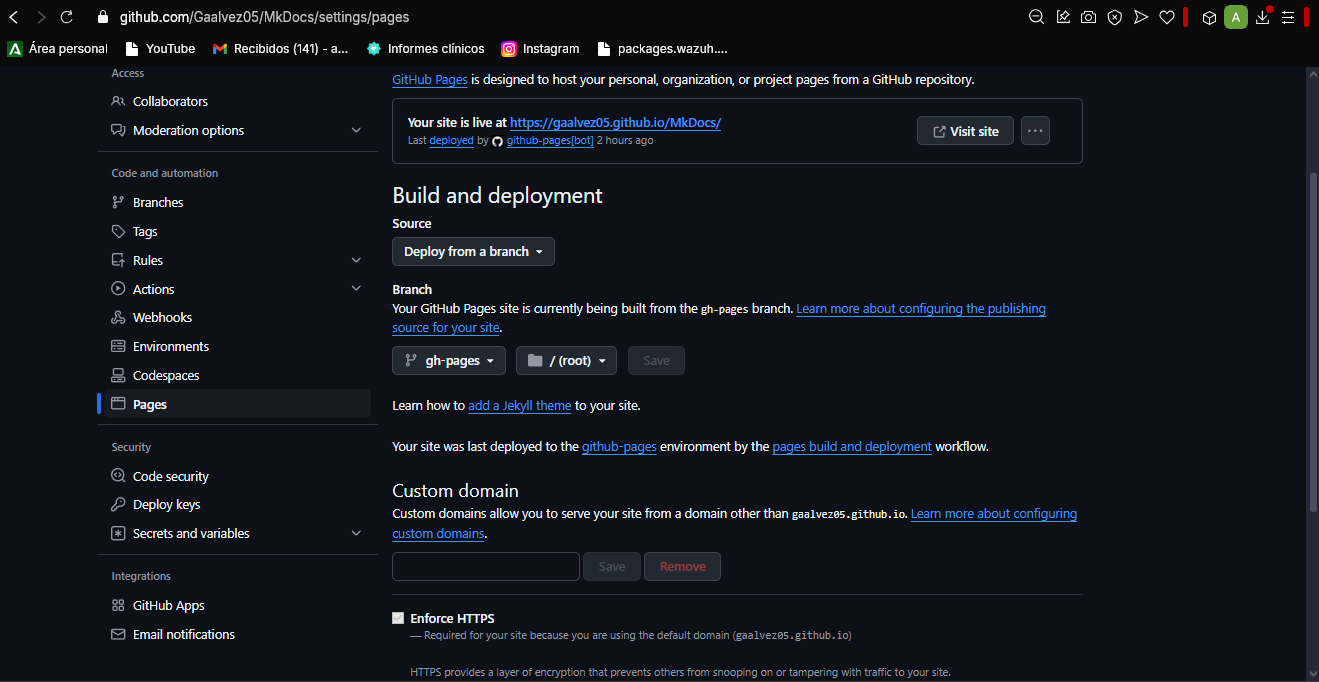 github.com/Gaalvez05/MkDocs/settings/pages
A
Área personal YouTube Recibidos (141) - a... Informes clínicos Instagram packages.wazuh....
Access
Collaborators
Moderation options
Code and automation
Branches
Tags
Rules
Actions
Webhooks
Environments
Codespaces
Pages
Security
Code security
Deploy keys
Secrets and variables
Integrations
GitHub Apps
Email notifications
GitHub Pages is designed to host your personal, organization, or project pages from a GitHub repository.
Your site is live at https://gaalvez05.github.io/MkDocs/
Last deployed by github-pages[bot] 2 hours ago
Visit site
Build and deployment
Source
Deploy from a branch
Branch
Your GitHub Pages site is currently being built from the gh-pages branch. Learn more about configuring the publishing
source for your site.
gh-pages / (root) Save
Learn how to add a Jekyll theme to your site.
Your site was last deployed to the github-pages environment by the pages build and deployment workflow.
Custom domain
Custom domains allow you to serve your site from a domain other than gaalvez05.github.io. Learn more about configuring
custom domains.
Save Remove
Enforce HTTPS
— Required for your site because you are using the default domain (gaalvez05.github.io)
HTTPS provides a layer of encryption that prevents others from snooping on or tampering with traffic to your site.